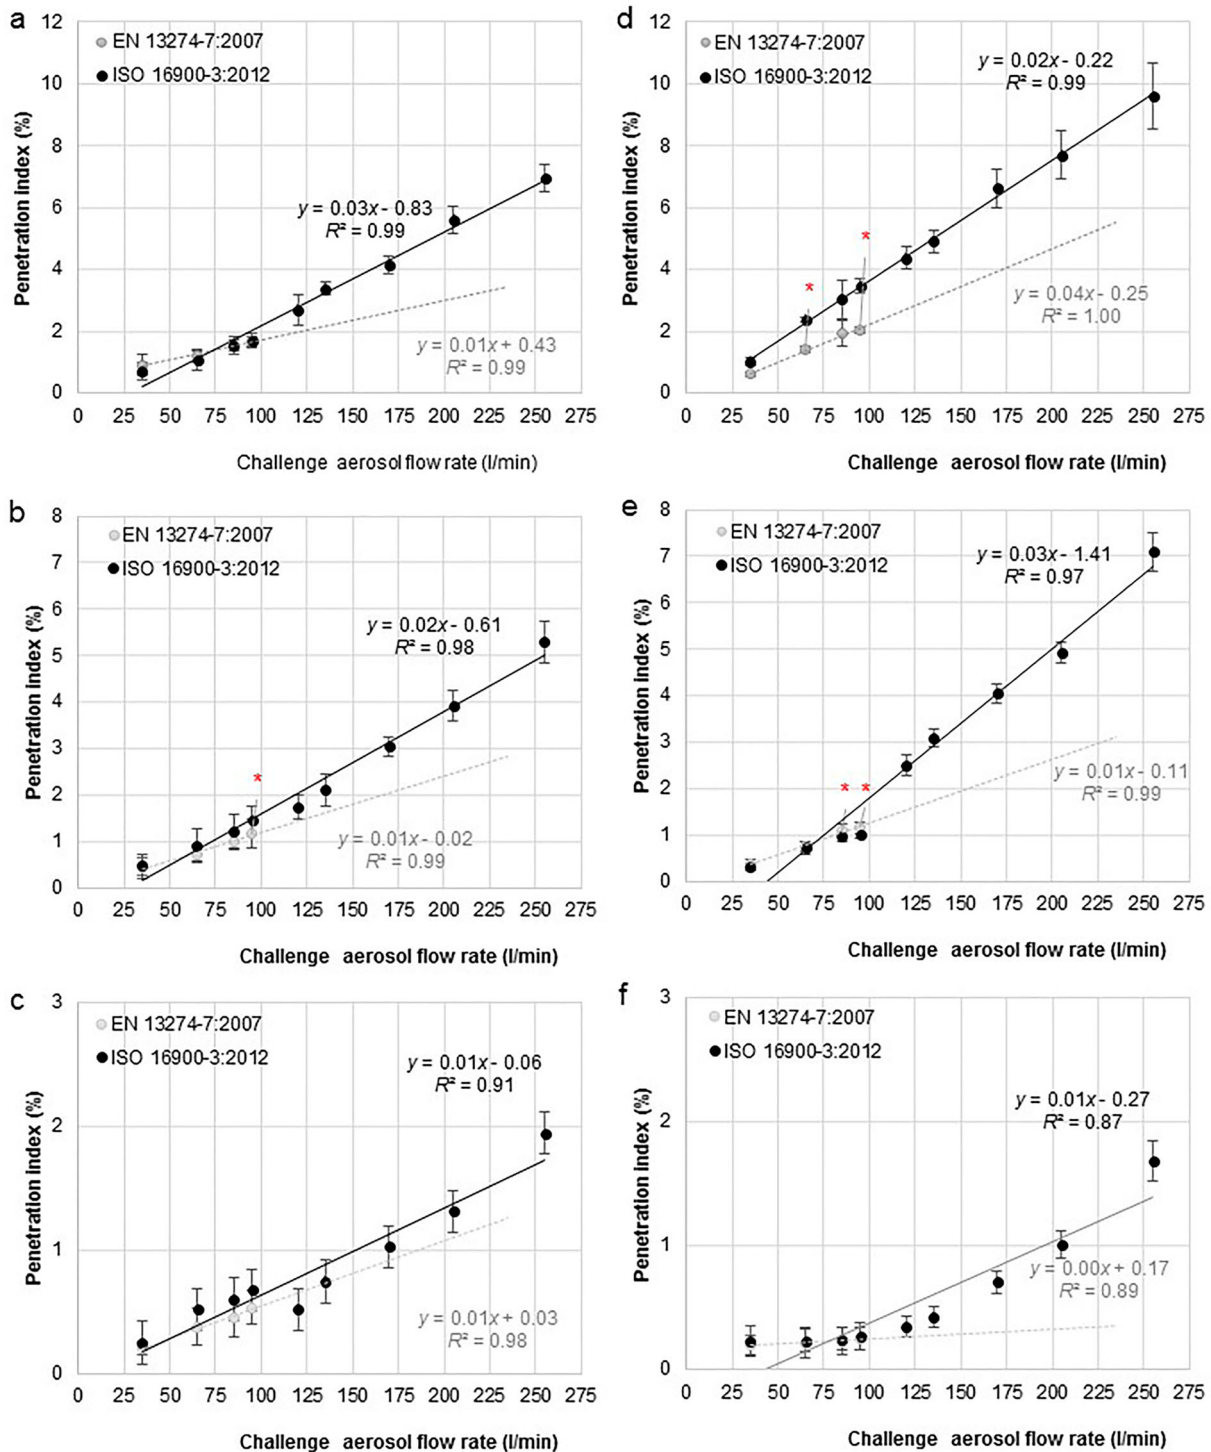 a
12
10
8
6
4
2
0
Penetration index (%)
EN 13274-7:2007
ISO 16900-3:2012
y = 0.03x - 0.83
R² = 0.99
y = 0.01x + 0.43
R² = 0.99
0 25 50 75 100 125 150 175 200 225 250 275
Challenge aerosol flow rate (l/min)
b
8
7
6
5
4
3
2
1
0
Penetration index (%)
EN 13274-7:2007
ISO 16900-3:2012
y = 0.02x - 0.61
R² = 0.98
*
y = 0.01x - 0.02
R² = 0.99
0 25 50 75 100 125 150 175 200 225 250 275
Challenge aerosol flow rate (l/min)
c
3
2
1
0
Penetration index (%)
EN 13274-7:2007
ISO 16900-3:2012
y = 0.01x - 0.06
R² = 0.91
y = 0.01x + 0.03
R² = 0.98
0 25 50 75 100 125 150 175 200 225 250 275
Challenge aerosol flow rate (l/min)
d
12
10
8
6
4
2
0
Penetration index (%)
EN 13274-7:2007
ISO 16900-3:2012
y = 0.02x - 0.22
R² = 0.99
*
*
y = 0.04x - 0.25
R² = 1.00
0 25 50 75 100 125 150 175 200 225 250 275
Challenge aerosol flow rate (l/min)
e
8
7
6
5
4
3
2
1
0
Penetration index (%)
EN 13274-7:2007
ISO 16900-3:2012
y = 0.03x - 1.41
R² = 0.97
* *
y = 0.01x - 0.11
R² = 0.99
0 25 50 75 100 125 150 175 200 225 250 275
Challenge aerosol flow rate (l/min)
f
3
2
1
0
Penetration index (%)
EN 13274-7:2007
ISO 16900-3:2012
y = 0.01x - 0.27
R² = 0.87
y = 0.00x + 0.17
R² = 0.89
0 25 50 75 100 125 150 175 200 225 250 275
Challenge aerosol flow rate (l/min)